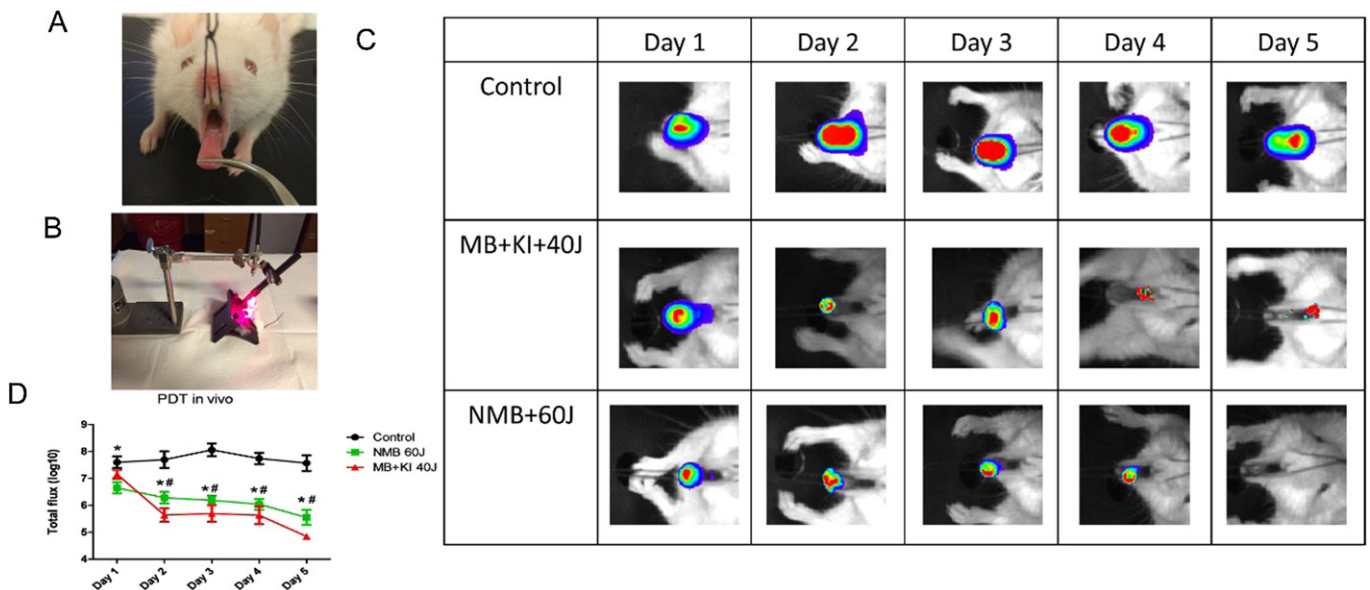 A
B
PDT in vivo
C
Day 1 Day 2 Day 3 Day 4 Day 5
Control
MB+KI+40J
NMB+60J
D
Total flux (log10)
9
8
7
6
5
4
* 
*# *# *# *#
Day 1 Day 2 Day 3 Day 4 Day 5
Control
NMB 60J
MB+KI 40J